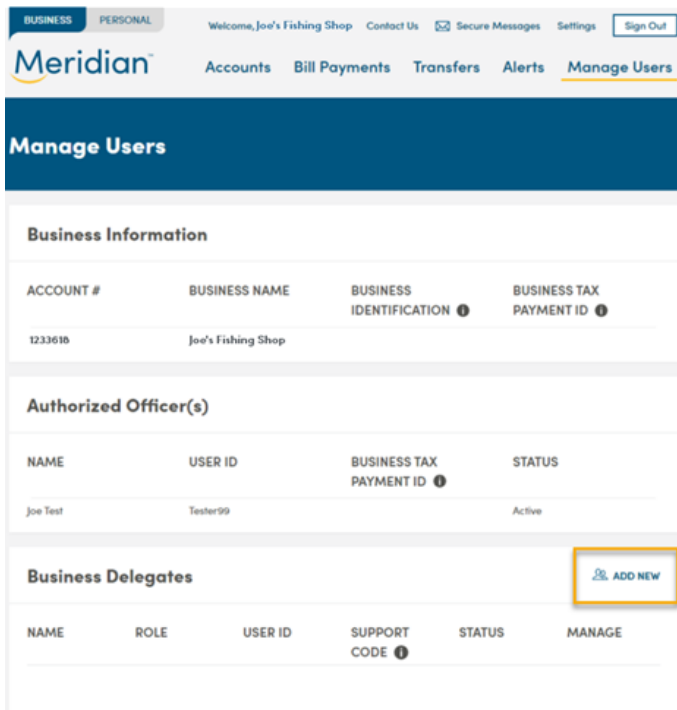 BUSINESS PERSONAL Welcome, Joe's Fishing Shop Contact Us Secure Messages Settings Sign Out
Meridian™ Accounts Bill Payments Transfers Alerts Manage Users
Manage Users
Business Information
ACCOUNT # BUSINESS NAME BUSINESS IDENTIFICATION BUSINESS TAX PAYMENT ID
1233618 Joe's Fishing Shop
Authorized Officer(s)
NAME USER ID BUSINESS TAX PAYMENT ID STATUS
Joe Test Tester99 Active
Business Delegates ADD NEW
NAME ROLE USER ID SUPPORT CODE STATUS MANAGE